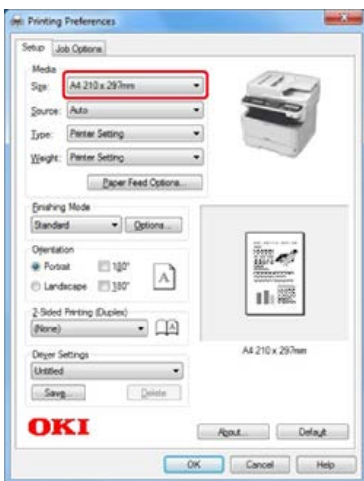 Printing Preferences
Setup Job Options
Media
Size: A4 210 x 297mm
Source: Auto
Type: Printer Setting
Weight: Printer Setting
Paper Feed Options...
Finishing Mode
Standard Options...
Orientation
Portrait 180°
Landscape 180°
A
2-Sided Printing (Duplex)
(None)
A4 210 x 297mm
Driver Settings
Untitled
Save... Delete
OKI
About... Default
OK Cancel Help